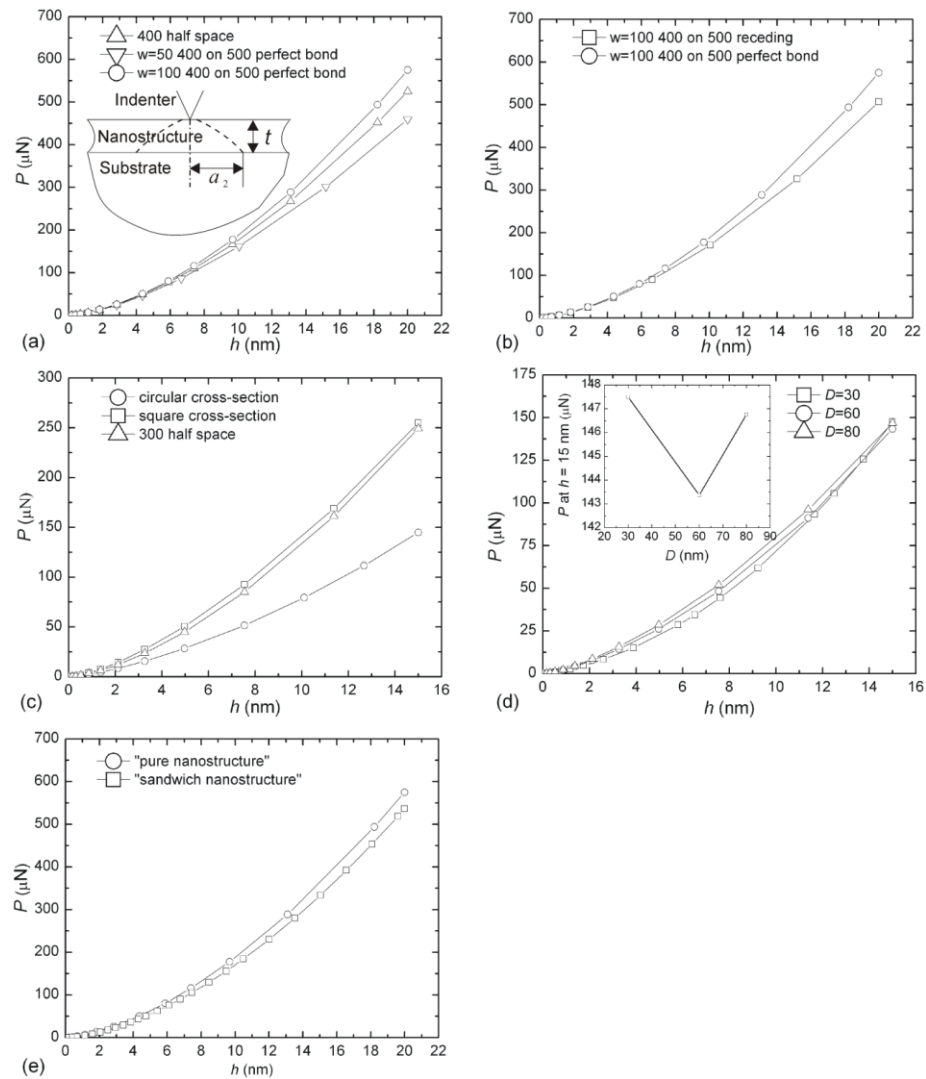 700
600
500
400
300
200
100
0
P (μN)
400 half space
w=50 400 on 500 perfect bond
w=100 400 on 500 perfect bond
Indenter
Nanostructure
t
Substrate
a₂
0 2 4 6 8 10 12 14 16 18 20 22
(a)
h (nm)
700
600
500
400
300
200
100
0
P (μN)
w=100 400 on 500 receding
w=100 400 on 500 perfect bond
0 2 4 6 8 10 12 14 16 18 20 22
(b)
h (nm)
300
250
200
150
100
50
0
P (μN)
circular cross-section
square cross-section
300 half space
0 2 4 6 8 10 12 14 16
(c)
h (nm)
175
150
125
100
75
50
25
0
P (μN)
148
147
146
145
144
143
142
P at h = 15 nm (μN)
20 30 40 50 60 70 80 90
D (nm)
D=30
D=60
D=80
0 2 4 6 8 10 12 14 16
(d)
h (nm)
700
600
500
400
300
200
100
0
P (μN)
"pure nanostructure"
"sandwich nanostructure"
0 2 4 6 8 10 12 14 16 18 20 22
(e)
h (nm)